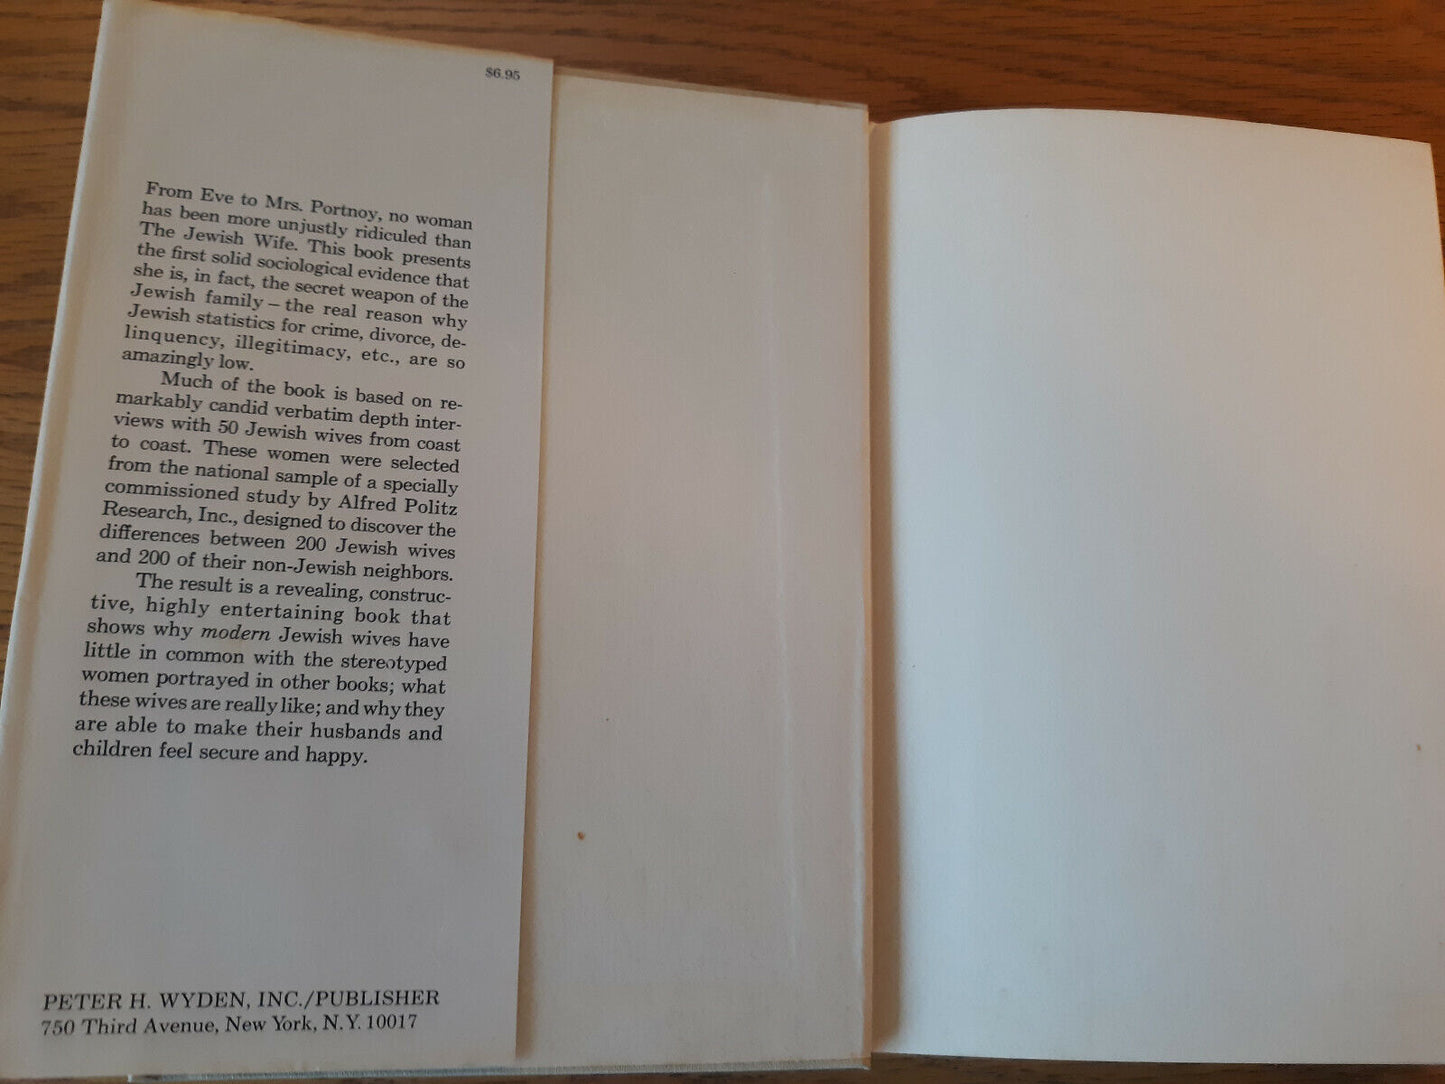 $6.95
From Eve to Mrs. Portnoy, no woman
has been more unjustly ridiculed than
The Jewish Wife. This book presents
the first solid sociological evidence that
she is, in fact, the secret weapon of the
Jewish family – the real reason why
Jewish statistics for crime, divorce, de-
linquency, illegitimacy, etc., are so
amazingly low.
Much of the book is based on re-
markably candid verbatim depth inter-
views with 50 Jewish wives from coast
to coast. These women were selected
from the national sample of a specially
commissioned study by Alfred Politz
Research, Inc., designed to discover the
differences between 200 Jewish wives
and 200 of their non-Jewish neighbors.
The result is a revealing, construc-
tive, highly entertaining book that
shows why modern Jewish wives have
little in common with the stereotyped
women portrayed in other books; what
these wives are really like; and why they
are able to make their husbands and
children feel secure and happy.
PETER H. WYDEN, INC./PUBLISHER
750 Third Avenue, New York, N.Y. 10017